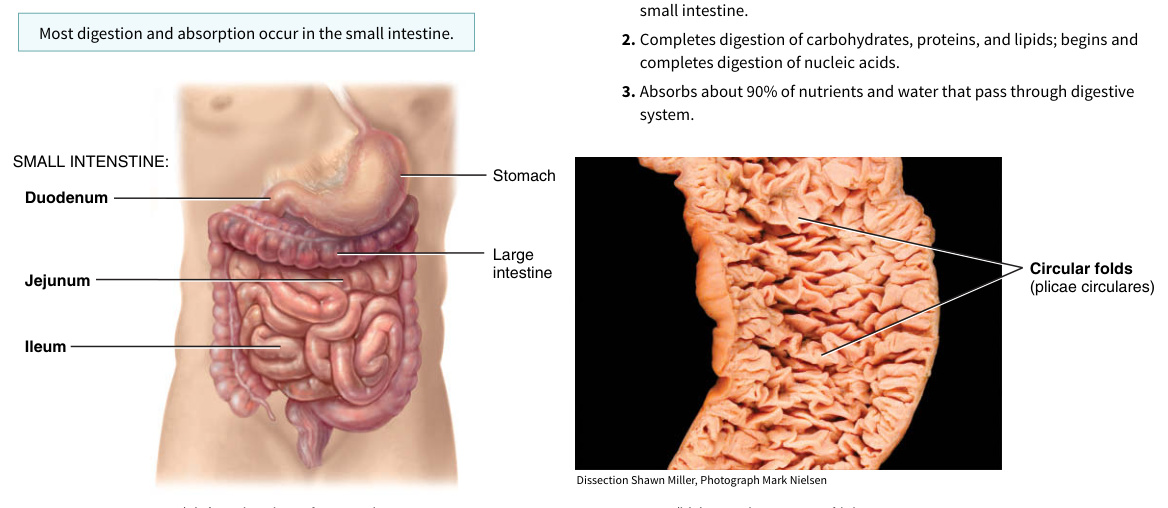 small intestine.
Most digestion and absorption occur in the small intestine.
2. Completes digestion of carbohydrates, proteins, and lipids; begins and
completes digestion of nucleic acids.
3. Absorbs about 90% of nutrients and water that pass through digestive
system.
SMALL INTENSTINE:
Duodenum
Jejunum
Ileum
Stomach
Large
intestine
Circular folds
(plicae circulares)
Dissection Shawn Miller, Photograph Mark Nielsen